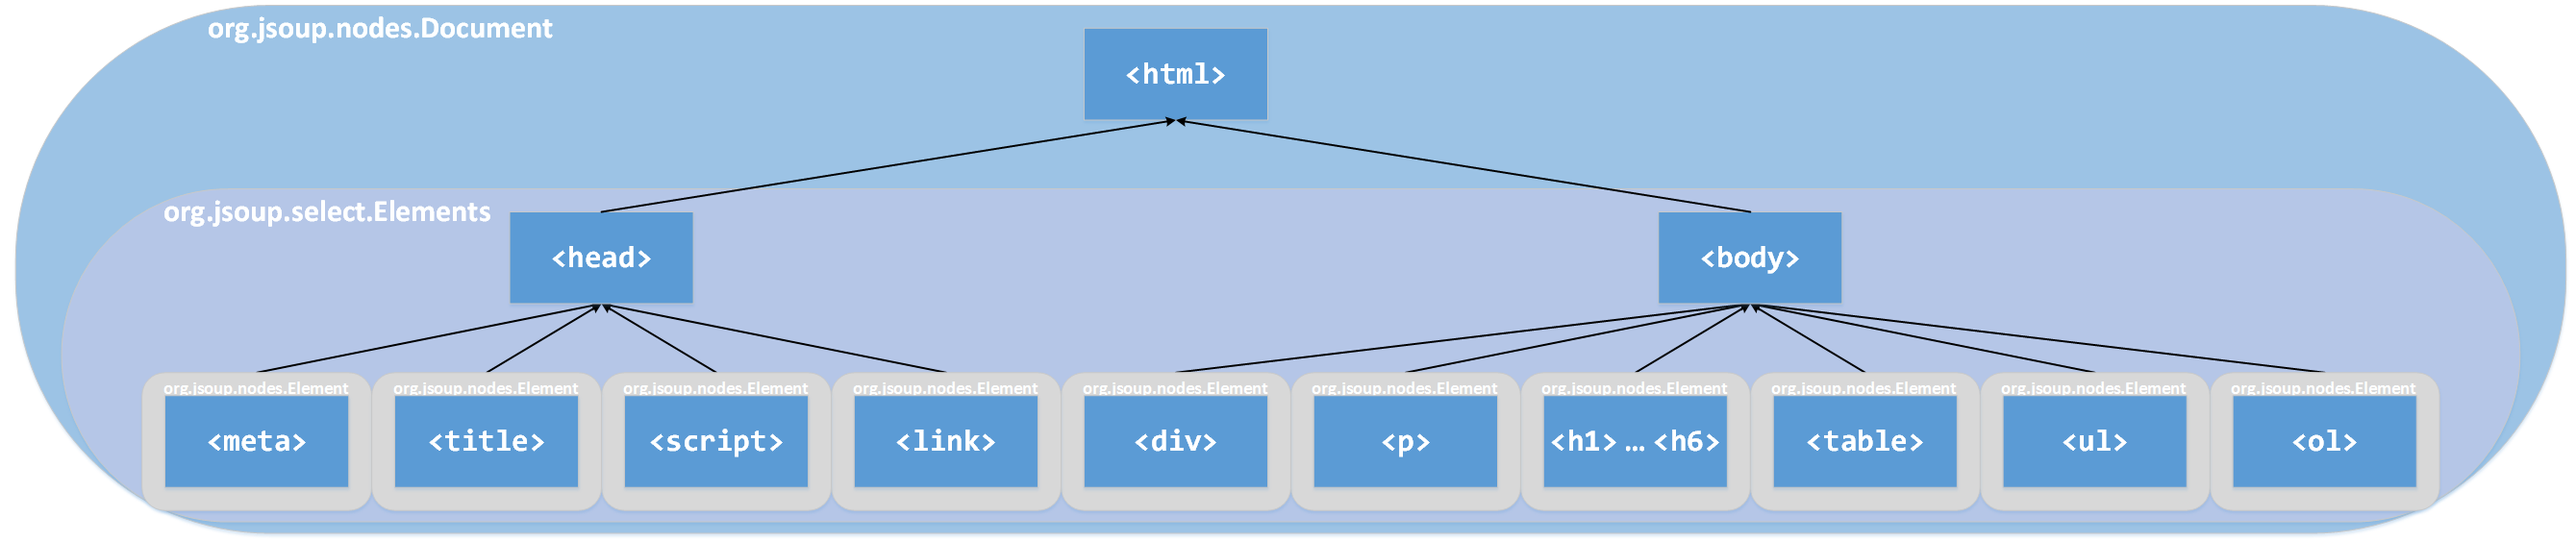 org.jsoup.nodes.Document
<html>
org.jsoup.select.Elements
<head>
<body>
org.jsoup.nodes.Element
<meta>
org.jsoup.nodes.Element
<title>
org.jsoup.nodes.Element
<script>
org.jsoup.nodes.Element
<link>
org.jsoup.nodes.Element
<div>
org.jsoup.nodes.Element
<p>
org.jsoup.nodes.Element
<h1> … <h6>
org.jsoup.nodes.Element
<table>
org.jsoup.nodes.Element
<ul>
org.jsoup.nodes.Element
<ol>